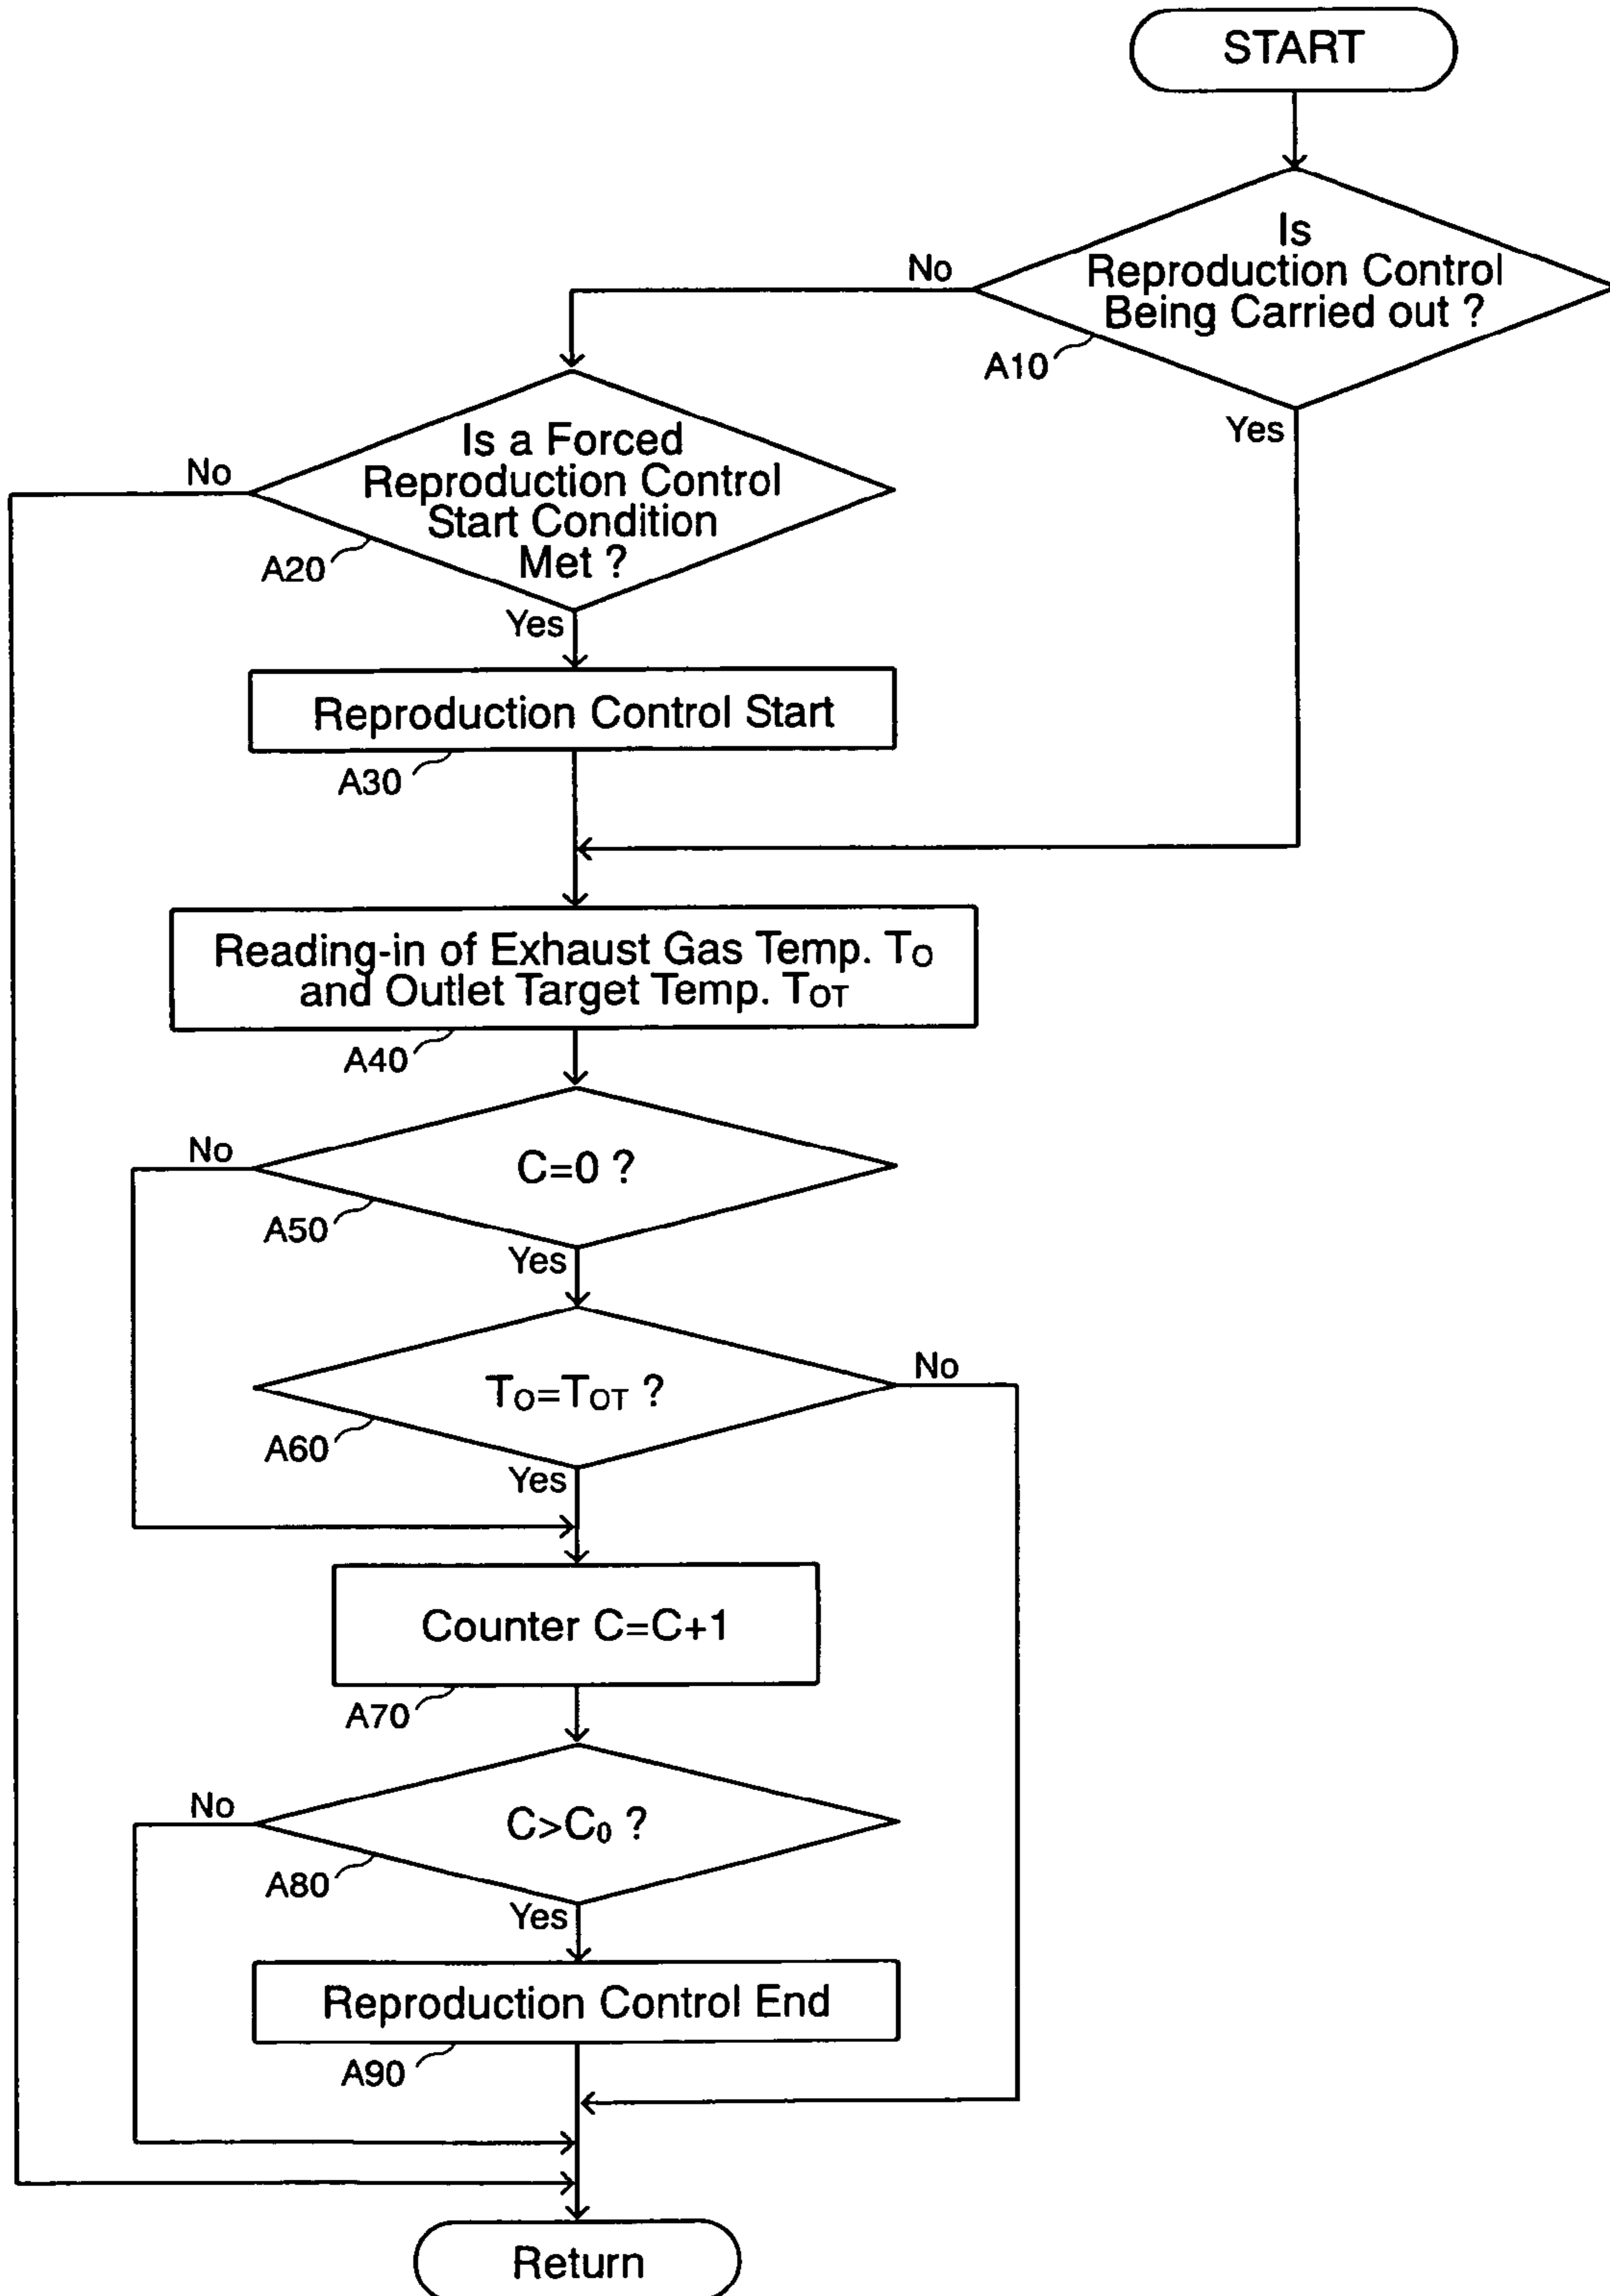 START
Is
Reproduction Control
Being Carried out ?
No
A10
Yes
Is a Forced
Reproduction Control
Start Condition
Met ?
No
A20
Yes
Reproduction Control Start
A30
Reading-in of Exhaust Gas Temp. TO
and Outlet Target Temp. TOT
A40
C=0 ?
No
A50
Yes
TO=TOT ?
No
A60
Yes
Counter C=C+1
A70
C>C0 ?
No
A80
Yes
Reproduction Control End
A90
Return